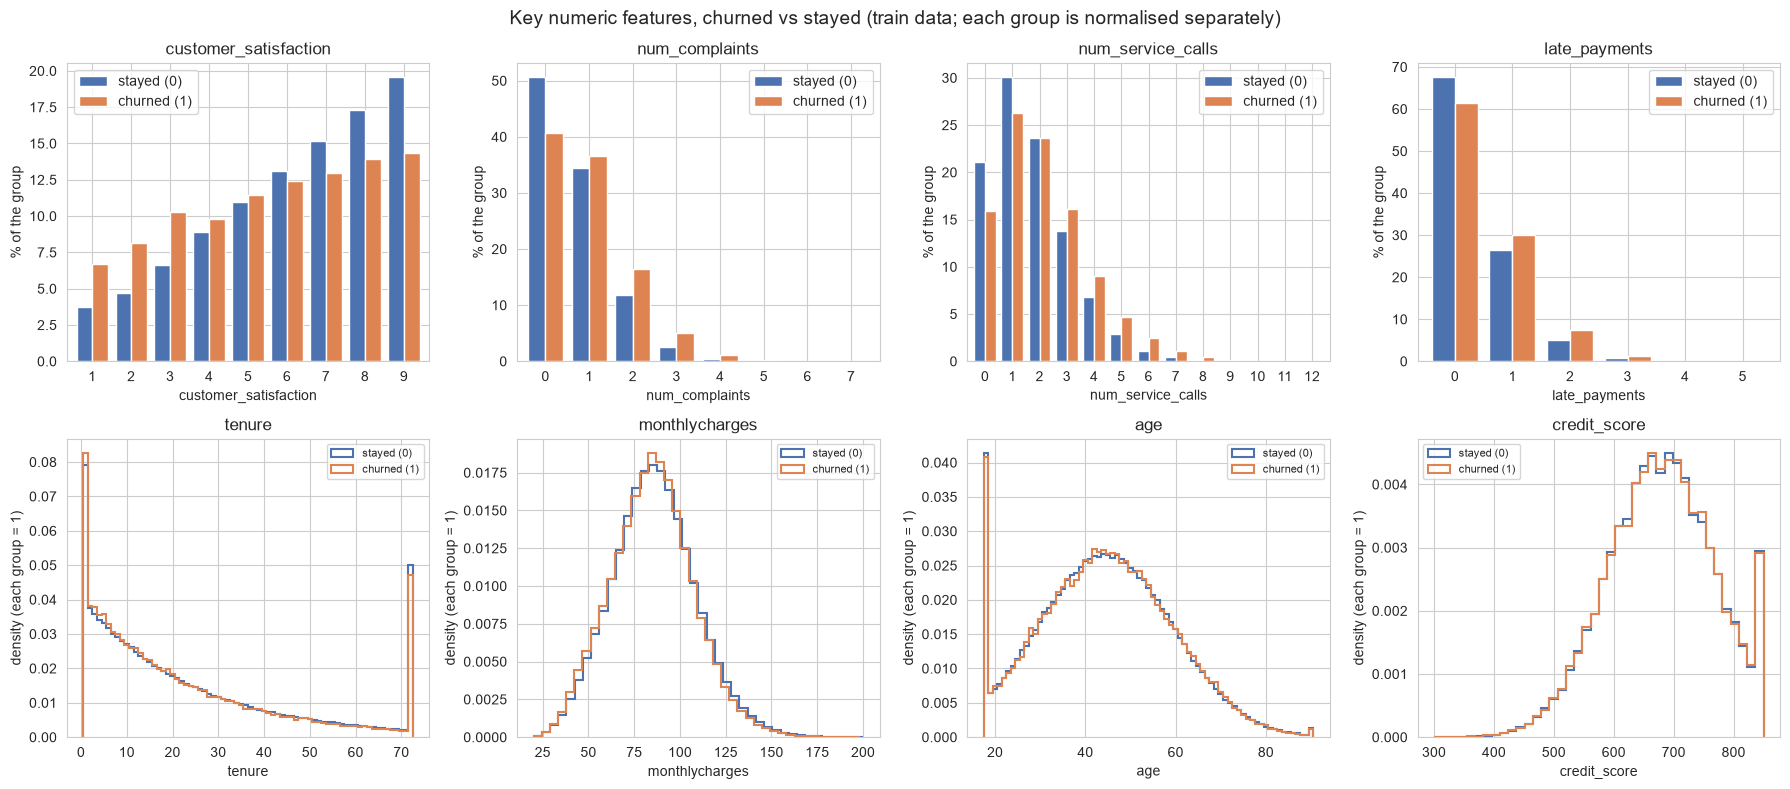 Key numeric features, churned vs stayed (train data; each group is normalised separately)
customer_satisfaction
stayed (0)
churned (1)
% of the group
20.0
17.5
15.0
12.5
10.0
7.5
5.0
2.5
0.0
1 2 3 4 5 6 7 8 9
customer_satisfaction
num_complaints
stayed (0)
churned (1)
% of the group
50
40
30
20
10
0
0 1 2 3 4 5 6 7
num_complaints
num_service_calls
stayed (0)
churned (1)
% of the group
30
25
20
15
10
5
0
0 1 2 3 4 5 6 7 8 9 10 11 12
num_service_calls
late_payments
stayed (0)
churned (1)
% of the group
70
60
50
40
30
20
10
0
0 1 2 3 4 5
late_payments
tenure
stayed (0)
churned (1)
density (each group = 1)
0.08
0.07
0.06
0.05
0.04
0.03
0.02
0.01
0.00
0 10 20 30 40 50 60 70
tenure
monthlycharges
stayed (0)
churned (1)
density (each group = 1)
0.0175
0.0150
0.0125
0.0100
0.0075
0.0050
0.0025
0.0000
25 50 75 100 125 150 175 200
monthlycharges
age
stayed (0)
churned (1)
density (each group = 1)
0.040
0.035
0.030
0.025
0.020
0.015
0.010
0.005
0.000
20 40 60 80
age
credit_score
stayed (0)
churned (1)
density (each group = 1)
0.004
0.003
0.002
0.001
0.000
300 400 500 600 700 800
credit_score